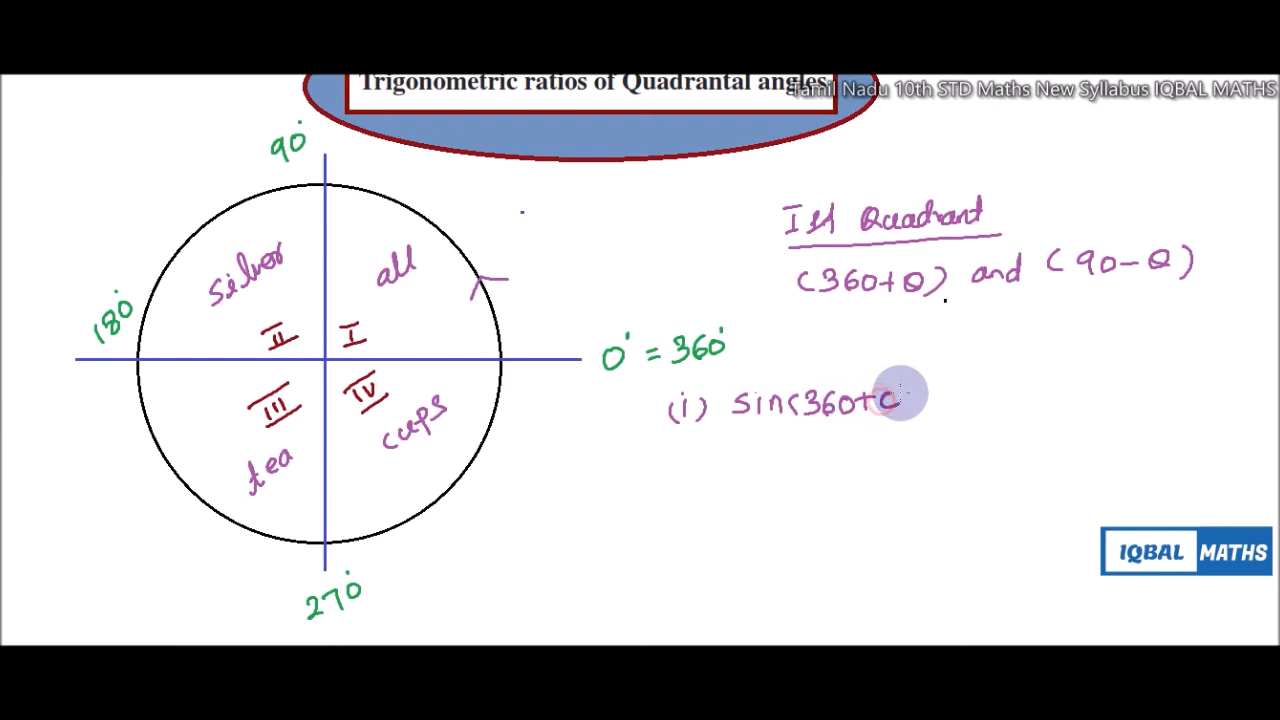 Trigonometric ratios of Quadrantal angles
Tamil Nadu 10th STD Maths New Syllabus IQBAL MATHS
90°
Ist Quadrant
(360+θ) and (90-θ)
silver
all
180°
II
I
0° = 360°
III
IV
(i) sin(360+
cups
tea
270°
IQBAL MATHS